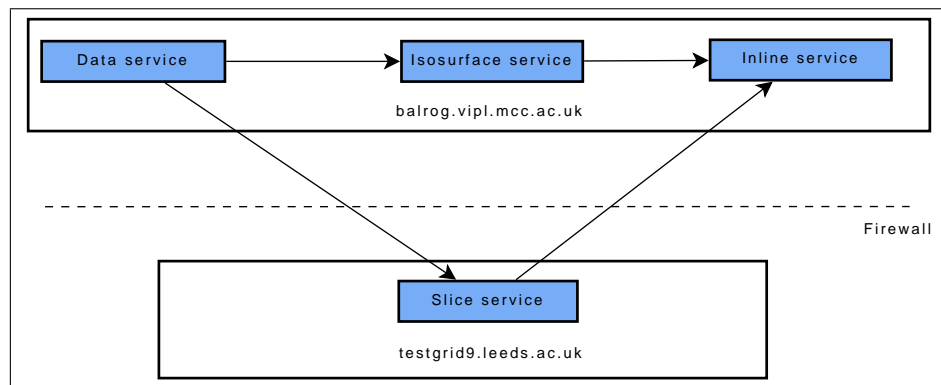 Data service
Isosurface service
Inline service
balrog.vipl.mcc.ac.uk
Firewall
Slice service
testgrid9.leeds.ac.uk